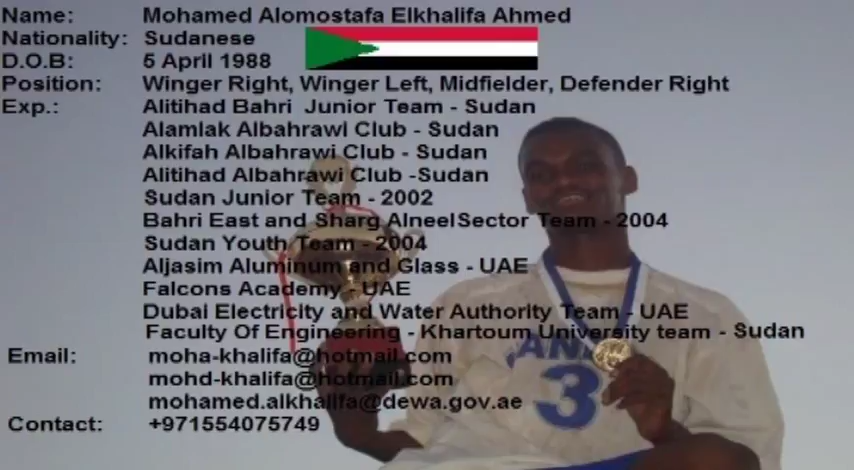 Name: Mohamed Alomostafa Elkhalifa Ahmed
Nationality: Sudanese
D.O.B: 5 April 1988
Position: Winger Right, Winger Left, Midfielder, Defender Right
Exp.: Alitihad Bahri Junior Team - Sudan
Alamlak Albahrawi Club - Sudan
Alkifah Albahrawi Club - Sudan
Alitihad Albahrawi Club -Sudan
Sudan Junior Team - 2002
Bahri East and Sharg AlneelSector Team - 2004
Sudan Youth Team - 2004
Aljasim Aluminum and Glass - UAE
Falcons Academy - UAE
Dubai Electricity and Water Authority Team - UAE
Faculty Of Engineering - Khartoum University team - Sudan
Email: moha-khalifa@hotmail.com
mohd-khalifa@hotmail.com
mohamed.alkhalifa@dewa.gov.ae
Contact: +971554075749
3